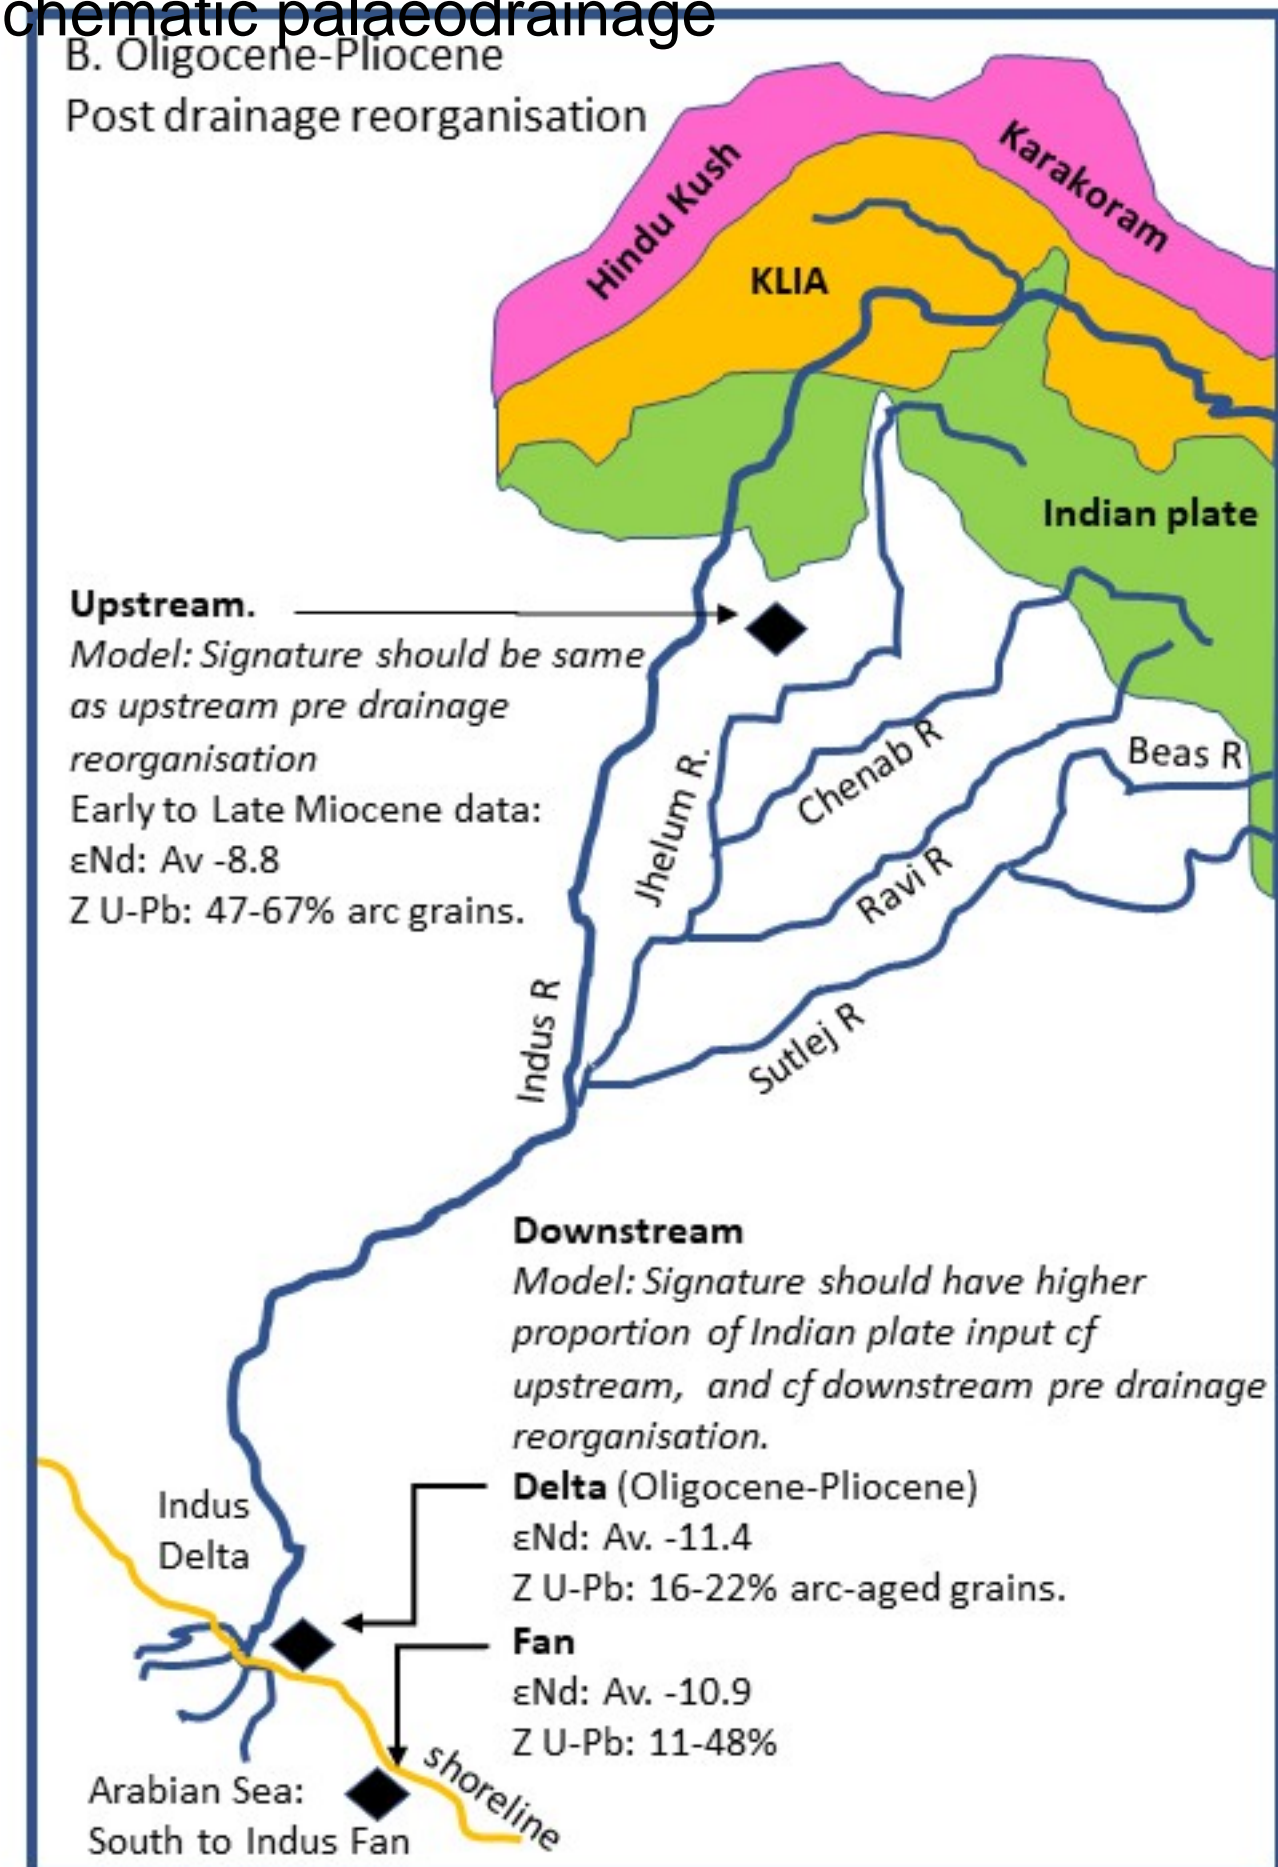 chematic palaeodrainage
B. Oligocene-Pliocene
Post drainage reorganisation
Hindu Kush
Karakoram
KLIA
Indian plate
Upstream.
Model: Signature should be same
as upstream pre drainage
reorganisation
Early to Late Miocene data:
εNd: Av -8.8
Z U-Pb: 47-67% arc grains.
Jhelum R.
Chenab R
Beas R
Ravi R
Indus R
Sutlej R
Downstream
Model: Signature should have higher
proportion of Indian plate input cf
upstream, and cf downstream pre drainage
reorganisation.
Delta (Oligocene-Pliocene)
εNd: Av. -11.4
Z U-Pb: 16-22% arc-aged grains.
Fan
εNd: Av. -10.9
Z U-Pb: 11-48%
Indus
Delta
shoreline
Arabian Sea:
South to Indus Fan